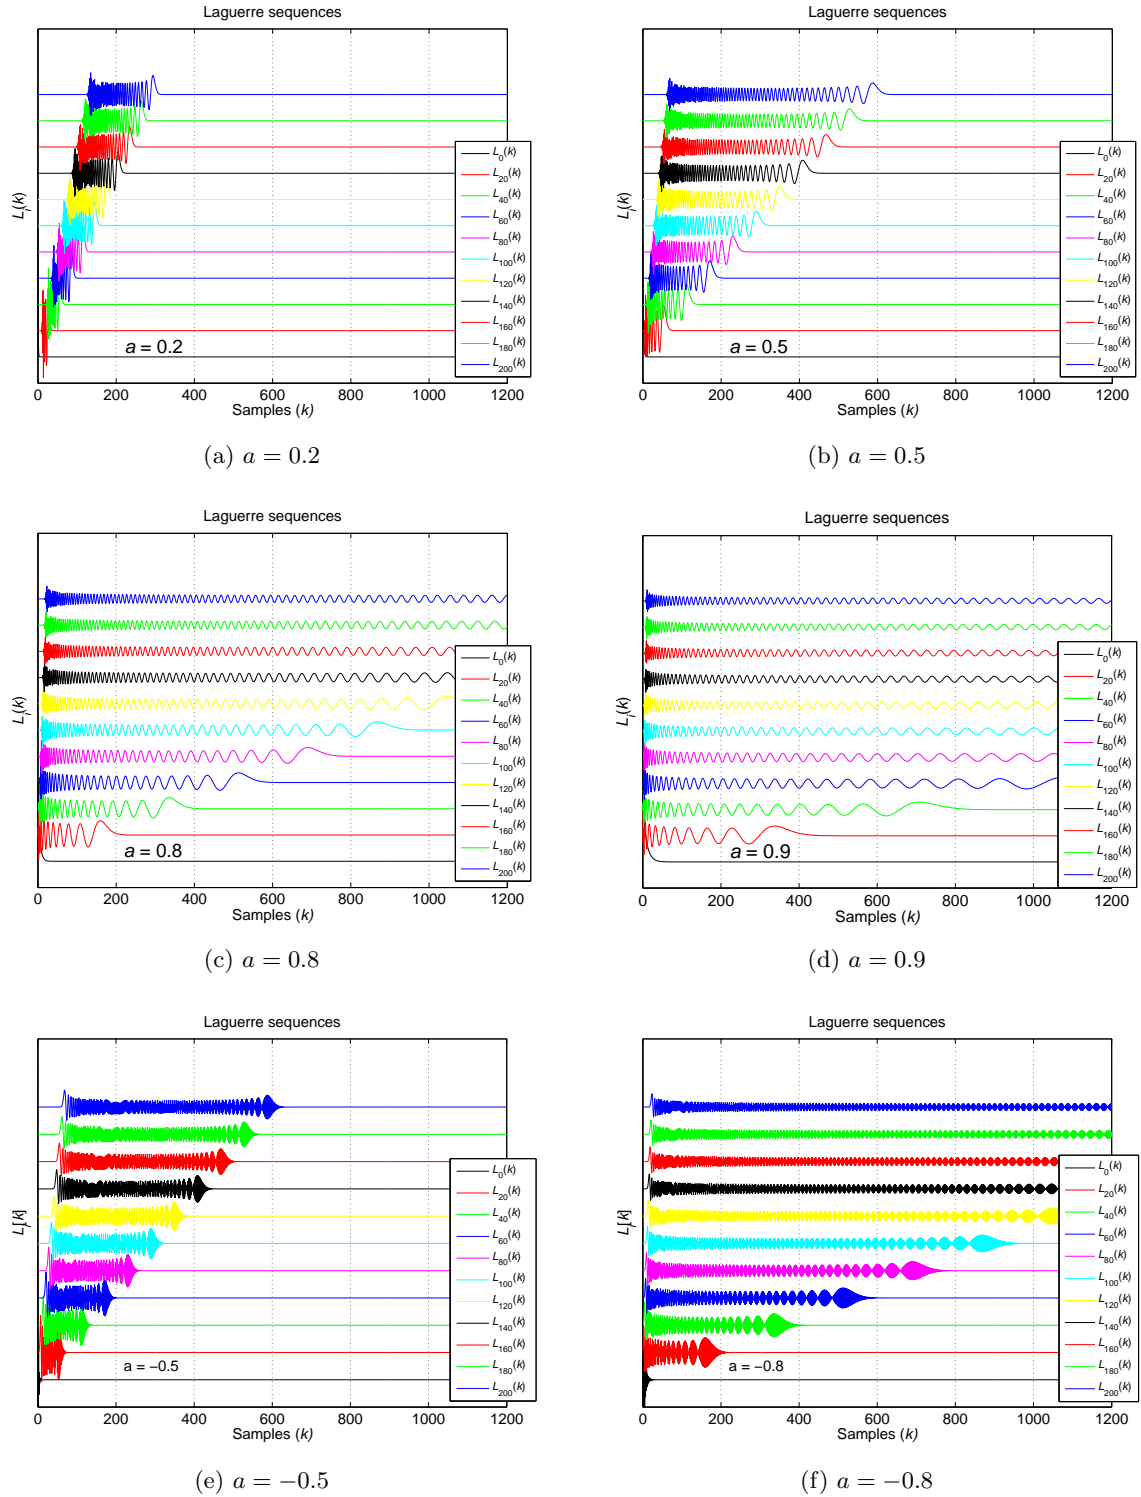 Laguerre sequences
L_i(k)
L_0(k)
L_20(k)
L_40(k)
L_60(k)
L_80(k)
L_100(k)
L_120(k)
L_140(k)
L_160(k)
L_180(k)
L_200(k)
a = 0.2
0 200 400 600 800 1000 1200
Samples (k)
(a) a = 0.2
Laguerre sequences
L_i(k)
L_0(k)
L_20(k)
L_40(k)
L_60(k)
L_80(k)
L_100(k)
L_120(k)
L_140(k)
L_160(k)
L_180(k)
L_200(k)
a = 0.5
0 200 400 600 800 1000 1200
Samples (k)
(b) a = 0.5
Laguerre sequences
L_i(k)
L_0(k)
L_20(k)
L_40(k)
L_60(k)
L_80(k)
L_100(k)
L_120(k)
L_140(k)
L_160(k)
L_180(k)
L_200(k)
a = 0.8
0 200 400 600 800 1000 1200
Samples (k)
(c) a = 0.8
Laguerre sequences
L_i(k)
L_0(k)
L_20(k)
L_40(k)
L_60(k)
L_80(k)
L_100(k)
L_120(k)
L_140(k)
L_160(k)
L_180(k)
L_200(k)
a = 0.9
0 200 400 600 800 1000 1200
Samples (k)
(d) a = 0.9
Laguerre sequences
L_i[k]
L_0(k)
L_20(k)
L_40(k)
L_60(k)
L_80(k)
L_100(k)
L_120(k)
L_140(k)
L_160(k)
L_180(k)
L_200(k)
a = −0.5
0 200 400 600 800 1000 1200
Samples (k)
(e) a = −0.5
Laguerre sequences
L_i[k]
L_0(k)
L_20(k)
L_40(k)
L_60(k)
L_80(k)
L_100(k)
L_120(k)
L_140(k)
L_160(k)
L_180(k)
L_200(k)
a = −0.8
0 200 400 600 800 1000 1200
Samples (k)
(f) a = −0.8